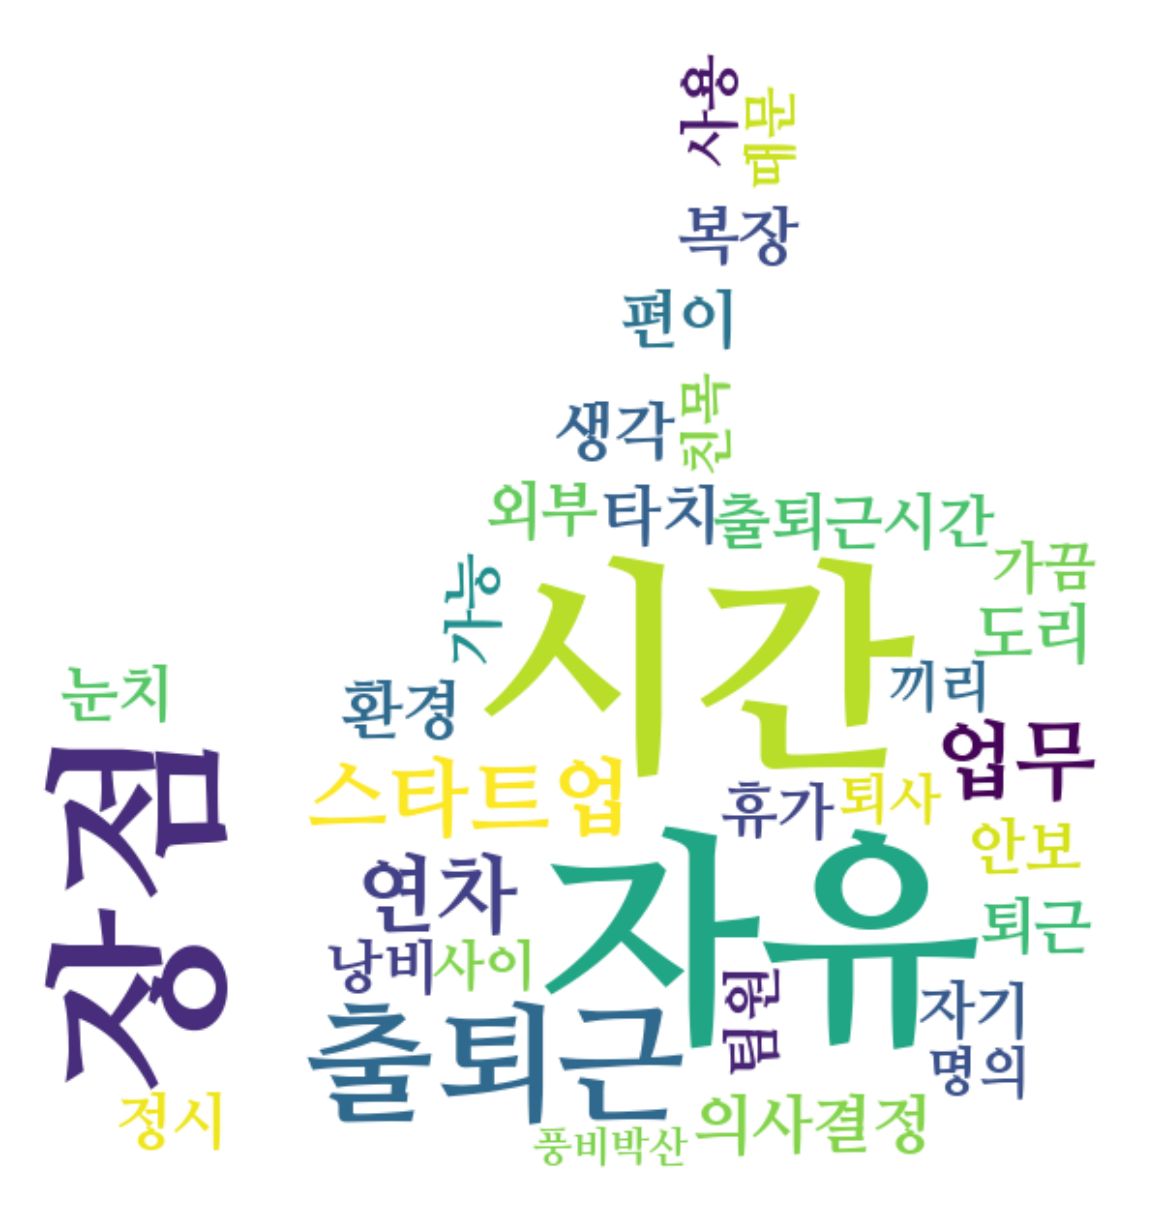 사용
때문
복장
편이
생각
친목
외부
타치
출퇴근시간
가끔
가능
시간
도리
눈치
환경
끼리
장점
스타트업
업무
휴가
퇴사
안보
연차
자유
퇴근
낭비
사이
팀원
자기
출퇴근
명의
정시
의사결정
풍비박산